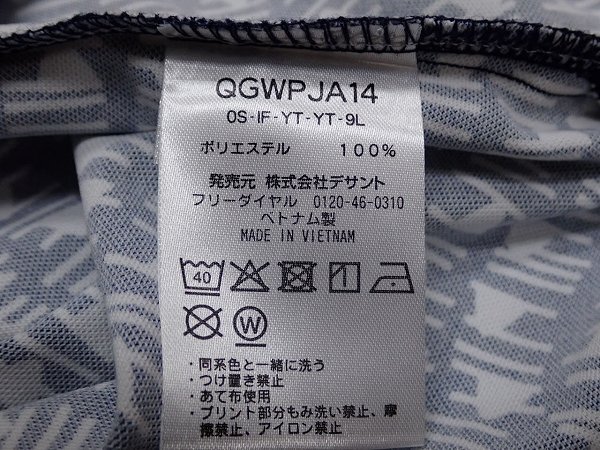 QGWPJA14
OS-IF-YT-YT-9L
ポリエステル 100%
発売元 株式会社デサント
フリーダイヤル 0120-46-0310
ベトナム製
MADE IN VIETNAM
40
W
・同系色と一緒に洗う
・つけ置き禁止
・あて布使用
・プリント部分もみ洗い禁止、摩
擦禁止、アイロン禁止